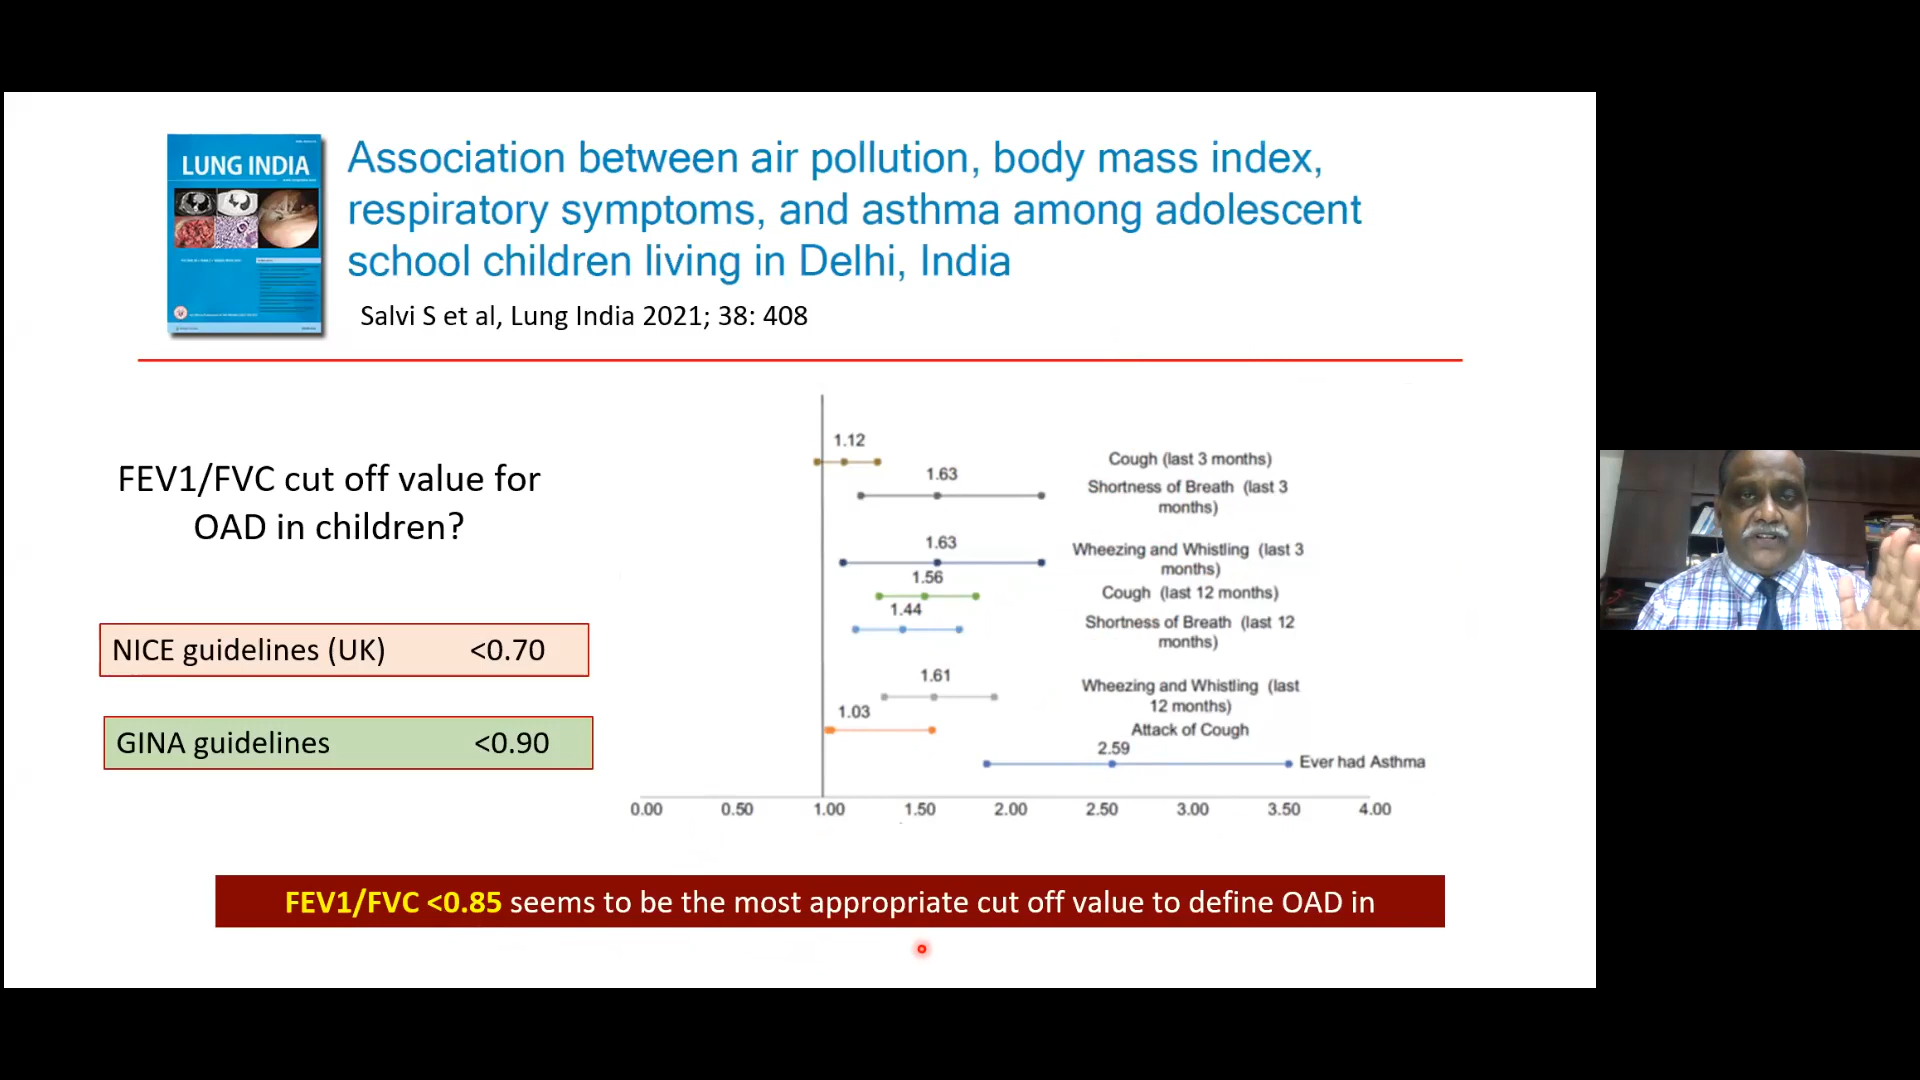 LUNG INDIA
Association between air pollution, body mass index,
respiratory symptoms, and asthma among adolescent
school children living in Delhi, India
Salvi S et al, Lung India 2021; 38: 408
FEV1/FVC cut off value for
OAD in children?
NICE guidelines (UK) <0.70
GINA guidelines <0.90
1.12
Cough (last 3 months)
1.63
Shortness of Breath (last 3
months)
1.63
Wheezing and Whistling (last 3
months)
1.56
Cough (last 12 months)
1.44
Shortness of Breath (last 12
months)
1.61
Wheezing and Whistling (last
12 months)
1.03
Attack of Cough
2.59
Ever had Asthma
0.00 0.50 1.00 1.50 2.00 2.50 3.00 3.50 4.00
FEV1/FVC <0.85 seems to be the most appropriate cut off value to define OAD in